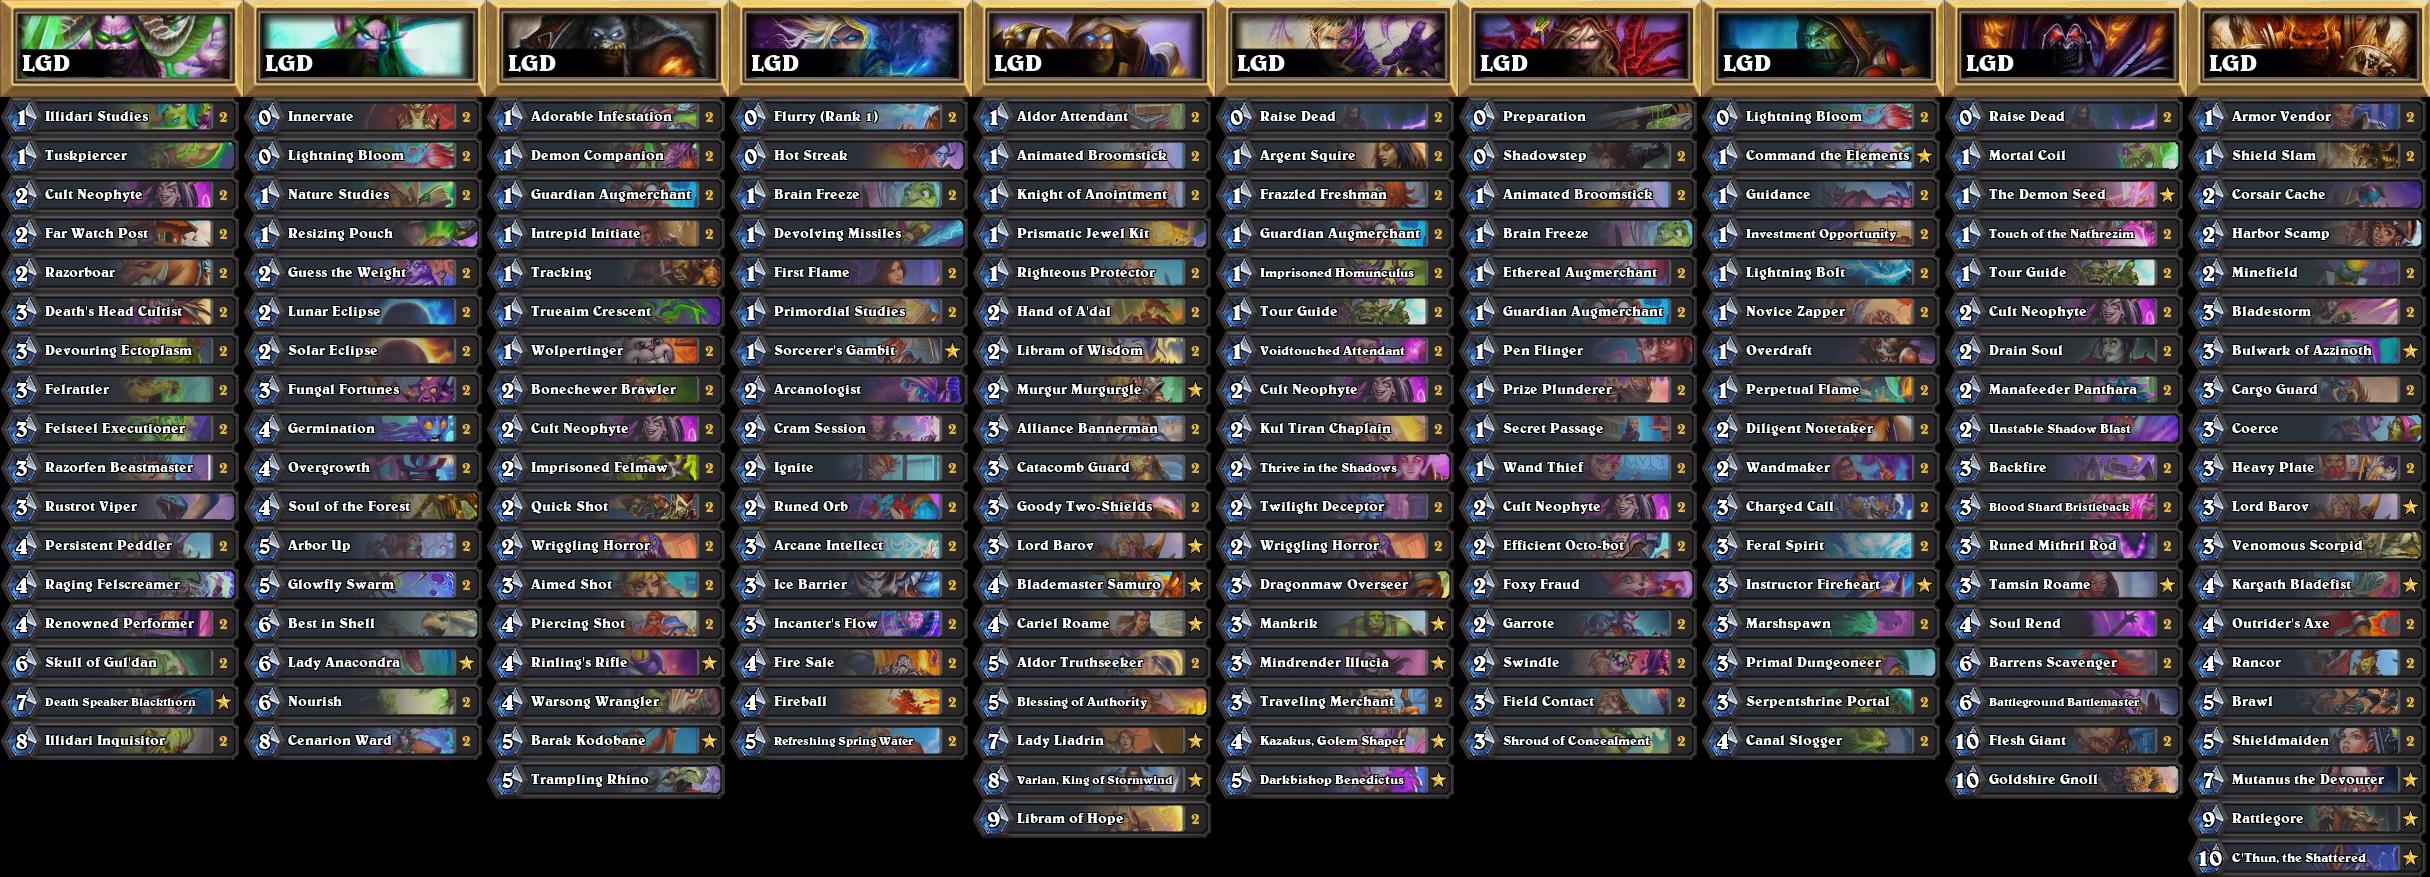 LGD
1 Illidari Studies 2
1 Tuskpiercer
2 Cult Neophyte 2
2 Far Watch Post 2
2 Razorboar 2
3 Death's Head Cultist 2
3 Devouring Ectoplasm 2
3 Felrattler 2
3 Felsteel Executioner 2
3 Razorfen Beastmaster 2
3 Rustrot Viper
4 Persistent Peddler 2
4 Raging Felscreamer
4 Renowned Performer 2
6 Skull of Gul'dan 2
7 Death Speaker Blackthorn
8 Illidari Inquisitor 2
LGD
0 Innervate 2
0 Lightning Bloom 2
1 Nature Studies 2
1 Resizing Pouch
2 Guess the Weight 2
2 Lunar Eclipse 2
2 Solar Eclipse 2
3 Fungal Fortunes 2
4 Germination 2
4 Overgrowth 2
4 Soul of the Forest
5 Arbor Up 2
5 Glowfly Swarm 2
6 Best in Shell
6 Lady Anacondra
6 Nourish 2
8 Cenarion Ward 2
LGD
1 Adorable Infestation 2
1 Demon Companion 2
1 Guardian Augmerchant 2
1 Intrepid Initiate 2
1 Tracking
1 Trueaim Crescent
1 Wolpertinger 2
2 Bonechewer Brawler 2
2 Cult Neophyte 2
2 Imprisoned Felmaw 2
2 Quick Shot 2
2 Wriggling Horror 2
3 Aimed Shot 2
4 Piercing Shot 2
4 Rinling's Rifle
4 Warsong Wrangler
5 Barak Kodobane
5 Trampling Rhino
LGD
0 Flurry (Rank 1) 2
0 Hot Streak
1 Brain Freeze 2
1 Devolving Missiles
1 First Flame 2
1 Primordial Studies 2
1 Sorcerer's Gambit
2 Arcanologist
2 Cram Session 2
2 Ignite 2
2 Runed Orb 2
3 Arcane Intellect 2
3 Ice Barrier 2
3 Incanter's Flow 2
4 Fire Sale 2
4 Fireball 2
5 Refreshing Spring Water 2
LGD
1 Aldor Attendant 2
1 Animated Broomstick 2
1 Knight of Anointment 2
1 Prismatic Jewel Kit
1 Righteous Protector 2
2 Hand of A'dal 2
2 Libram of Wisdom 2
2 Murgur Murgurgle
3 Alliance Bannerman 2
3 Catacomb Guard 2
3 Goody Two-Shields 2
3 Lord Barov
4 Blademaster Samuro
4 Cariel Roame
5 Aldor Truthseeker 2
5 Blessing of Authority
7 Lady Liadrin
8 Varian, King of Stormwind
9 Libram of Hope 2
LGD
0 Raise Dead 2
1 Argent Squire 2
1 Frazzled Freshman 2
1 Guardian Augmerchant 2
1 Imprisoned Homunculus 2
1 Tour Guide 2
1 Voidtouched Attendant 2
2 Cult Neophyte 2
2 Kul Tiran Chaplain 2
2 Thrive in the Shadows
2 Twilight Deceptor 2
2 Wriggling Horror 2
3 Dragonmaw Overseer
3 Mankrik
3 Mindrender Illucia
3 Traveling Merchant 2
4 Kazakus, Golem Shaper
5 Darkbishop Benedictus
LGD
0 Preparation
0 Shadowstep 2
1 Animated Broomstick 2
1 Brain Freeze
1 Ethereal Augmerchant 2
1 Guardian Augmerchant 2
1 Pen Flinger
1 Prize Plunderer 2
1 Secret Passage 2
1 Wand Thief 2
2 Cult Neophyte 2
2 Efficient Octo-bot 2
2 Foxy Fraud
2 Garrote 2
2 Swindle 2
3 Field Contact 2
3 Shroud of Concealment 2
LGD
0 Lightning Bloom 2
1 Command the Elements
1 Guidance 2
1 Investment Opportunity 2
1 Lightning Bolt 2
1 Novice Zapper 2
1 Overdraft
1 Perpetual Flame 2
2 Diligent Notetaker 2
2 Wandmaker 2
3 Charged Call 2
3 Feral Spirit 2
3 Instructor Fireheart
3 Marshspawn 2
3 Primal Dungeoneer
3 Serpentshrine Portal 2
4 Canal Slogger 2
LGD
0 Raise Dead 2
1 Mortal Coil
1 The Demon Seed
1 Touch of the Nathrezim 2
1 Tour Guide 2
2 Cult Neophyte 2
2 Drain Soul 2
2 Manafeeder Panthara 2
2 Unstable Shadow Blast
3 Backfire 2
3 Blood Shard Bristleback 2
3 Runed Mithril Rod 2
3 Tamsin Roame
4 Soul Rend 2
6 Barrens Scavenger 2
6 Battleground Battlemaster
10 Flesh Giant 2
10 Goldshire Gnoll
LGD
1 Armor Vendor 2
1 Shield Slam 2
2 Corsair Cache
2 Harbor Scamp
2 Minefield 2
3 Bladestorm 2
3 Bulwark of Azzinoth
3 Cargo Guard 2
3 Coerce
3 Heavy Plate 2
3 Lord Barov
3 Venomous Scorpid
4 Kargath Bladefist
4 Outrider's Axe 2
4 Rancor 2
5 Brawl 2
5 Shieldmaiden 2
7 Mutanus the Devourer
9 Rattlegore
10 C'Thun, the Shattered